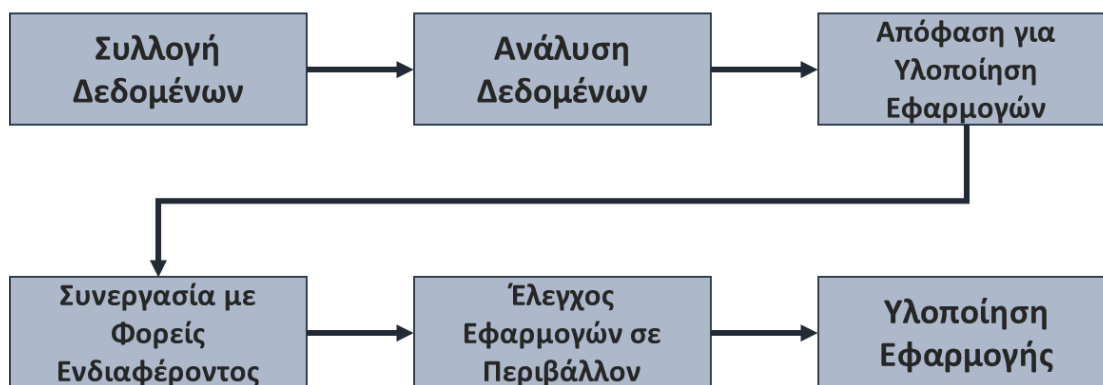 Συλλογή
Δεδομένων
Ανάλυση
Δεδομένων
Απόφαση για
Υλοποίηση
Εφαρμογών
Συνεργασία με
Φορείς
Ενδιαφέροντος
Έλεγχος
Εφαρμογών σε
Περιβάλλον
Υλοποίηση
Εφαρμογής